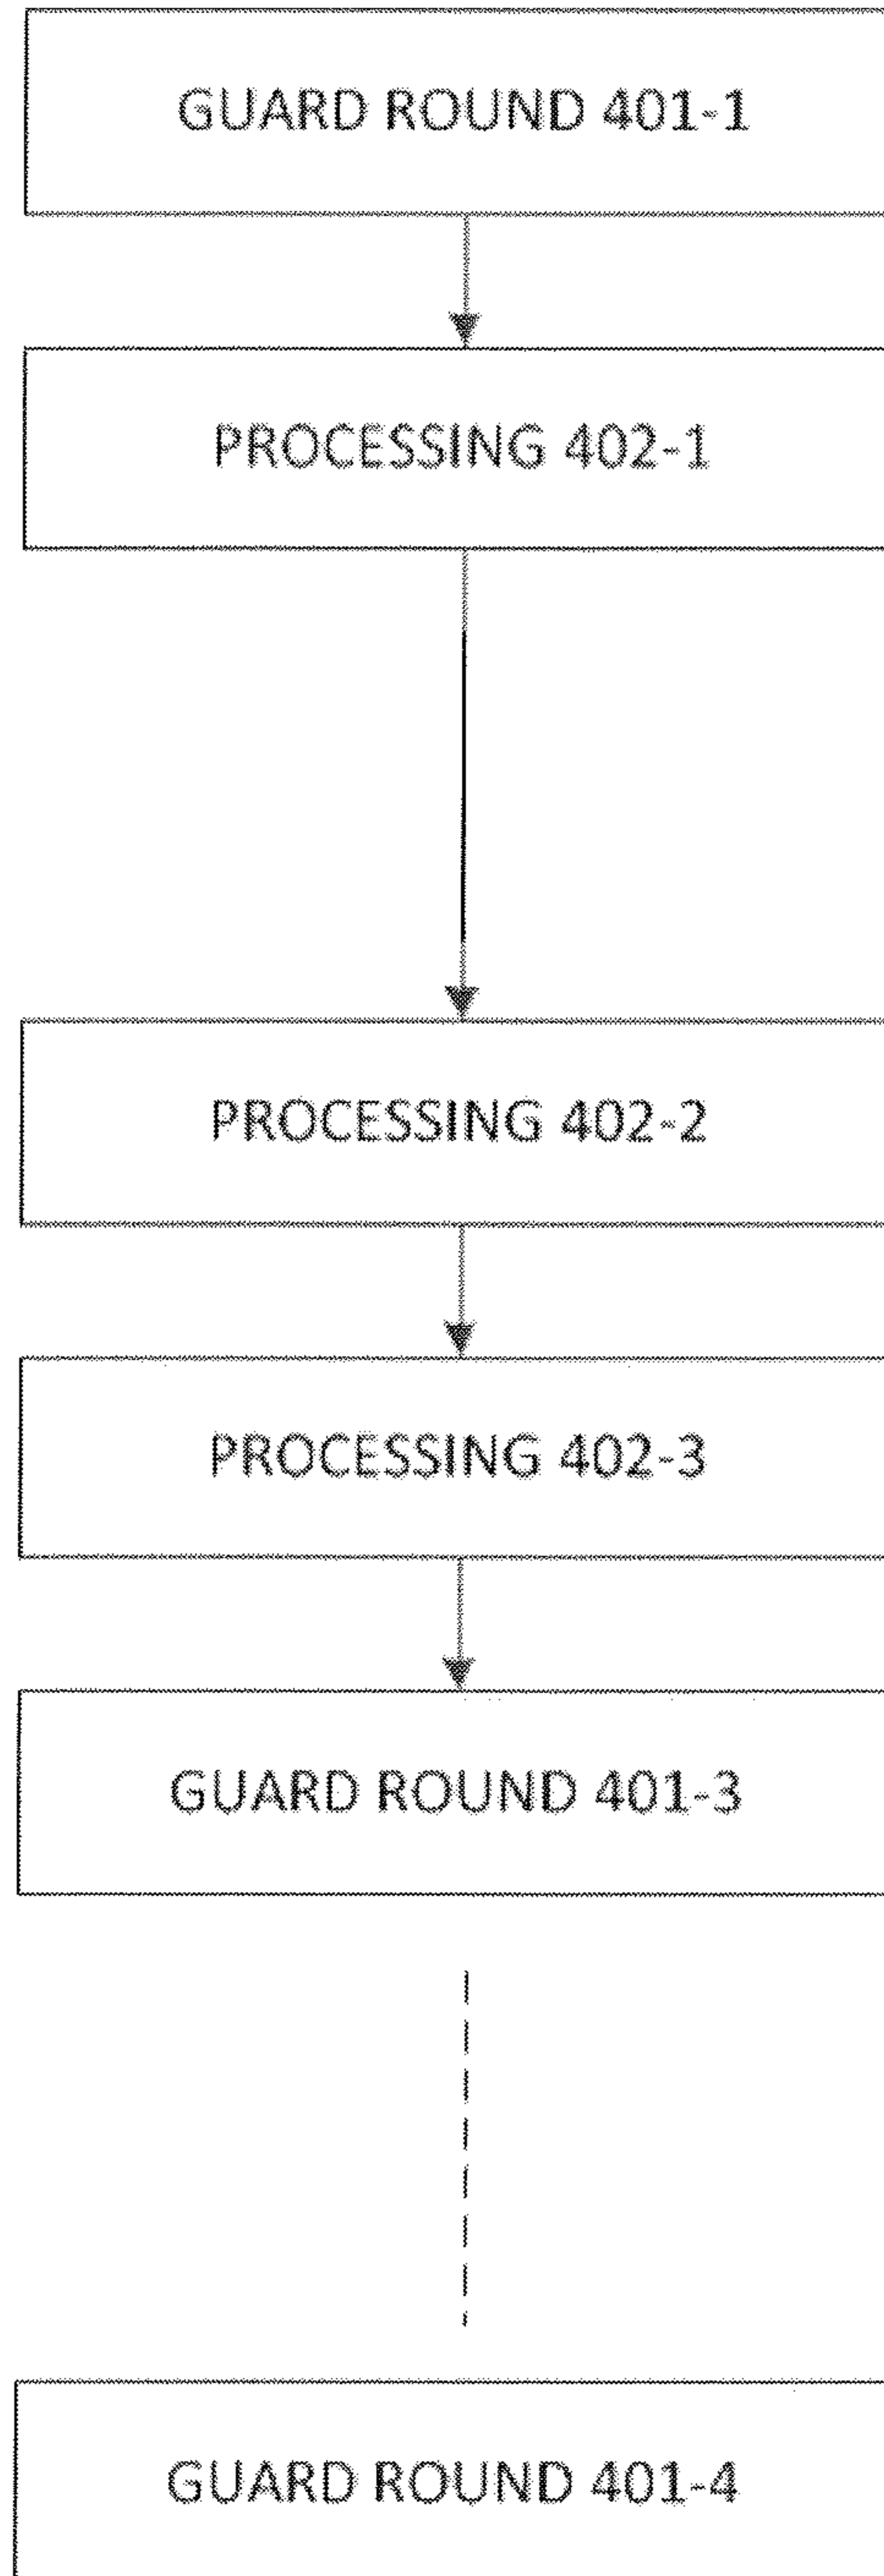 GUARD ROUND 401-1
PROCESSING 402-1
PROCESSING 402-2
PROCESSING 402-3
GUARD ROUND 401-3
GUARD ROUND 401-4